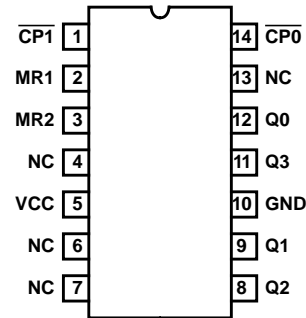 CP1 1 14 CP0
MR1 2 13 NC
MR2 3 12 Q0
NC 4 11 Q3
VCC 5 10 GND
NC 6 9 Q1
NC 7 8 Q2